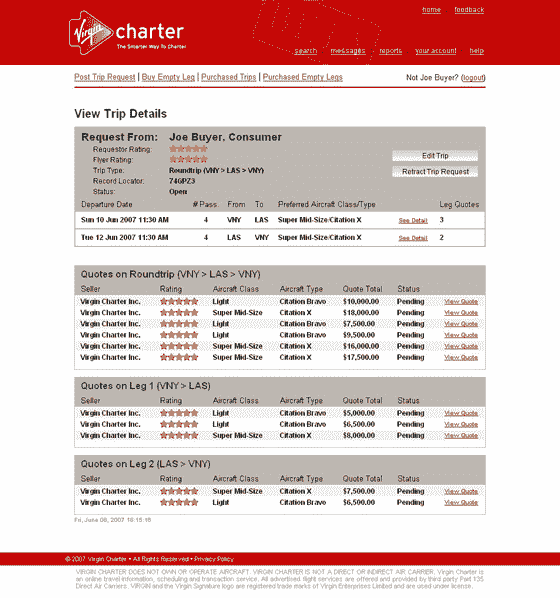 home feedback
Virgin charter
The Smarter Way To Charter
search messages reports your account help
Post Trip Request | Buy Empty Leg | Purchased Trips | Purchased Empty Legs Not Joe Buyer? (logout)
View Trip Details
Request From: Joe Buyer, Consumer
Requestor Rating:
Flyer Rating:
Trip Type: Roundtrip (VNY > LAS > VNY)
Record Locator: 746PZ3
Status: Open
Edit Trip
Retract Trip Request
Departure Date # Pass. From To Preferred Aircraft Class/Type Leg Quotes
Sun 10 Jun 2007 11:30 AM 4 VNY LAS Super Mid-Size/Citation X See Detail 3
Tue 12 Jun 2007 11:30 AM 4 LAS VNY Super Mid-Size/Citation X See Detail 2
Quotes on Roundtrip (VNY > LAS > VNY)
Seller Rating Aircraft Class Aircraft Type Quote Total Status
Virgin Charter Inc. Light Citation Bravo $10,000.00 Pending View Quote
Virgin Charter Inc. Super Mid-Size Citation X $18,000.00 Pending View Quote
Virgin Charter Inc. Light Citation Bravo $7,500.00 Pending View Quote
Virgin Charter Inc. Light Citation Bravo $9,500.00 Pending View Quote
Virgin Charter Inc. Super Mid-Size Citation X $16,000.00 Pending View Quote
Virgin Charter Inc. Super Mid-Size Citation X $17,500.00 Pending View Quote
Quotes on Leg 1 (VNY > LAS)
Seller Rating Aircraft Class Aircraft Type Quote Total Status
Virgin Charter Inc. Light Citation Bravo $5,000.00 Pending View Quote
Virgin Charter Inc. Light Citation Bravo $6,500.00 Pending View Quote
Virgin Charter Inc. Super Mid-Size Citation X $8,000.00 Pending View Quote
Quotes on Leg 2 (LAS > VNY)
Seller Rating Aircraft Class Aircraft Type Quote Total Status
Virgin Charter Inc. Super Mid-Size Citation X $7,500.00 Pending View Quote
Virgin Charter Inc. Light Citation Bravo $6,500.00 Pending View Quote
Fri, June 08, 2007 18:15:16
© 2007 Virgin Charter • All Rights Reserved • Privacy Policy
VIRGIN CHARTER DOES NOT OWN OR OPERATE AIRCRAFT. VIRGIN CHARTER IS NOT A DIRECT OR INDIRECT AIR CARRIER. Virgin Charter is
an online travel information, scheduling and transaction service. All advertised flight services are offered and provided by third party Part 135
Direct Air Carriers. VIRGIN and the Virgin Signature logo are registered trade marks of Virgin Enterprises Limited and are used under license.